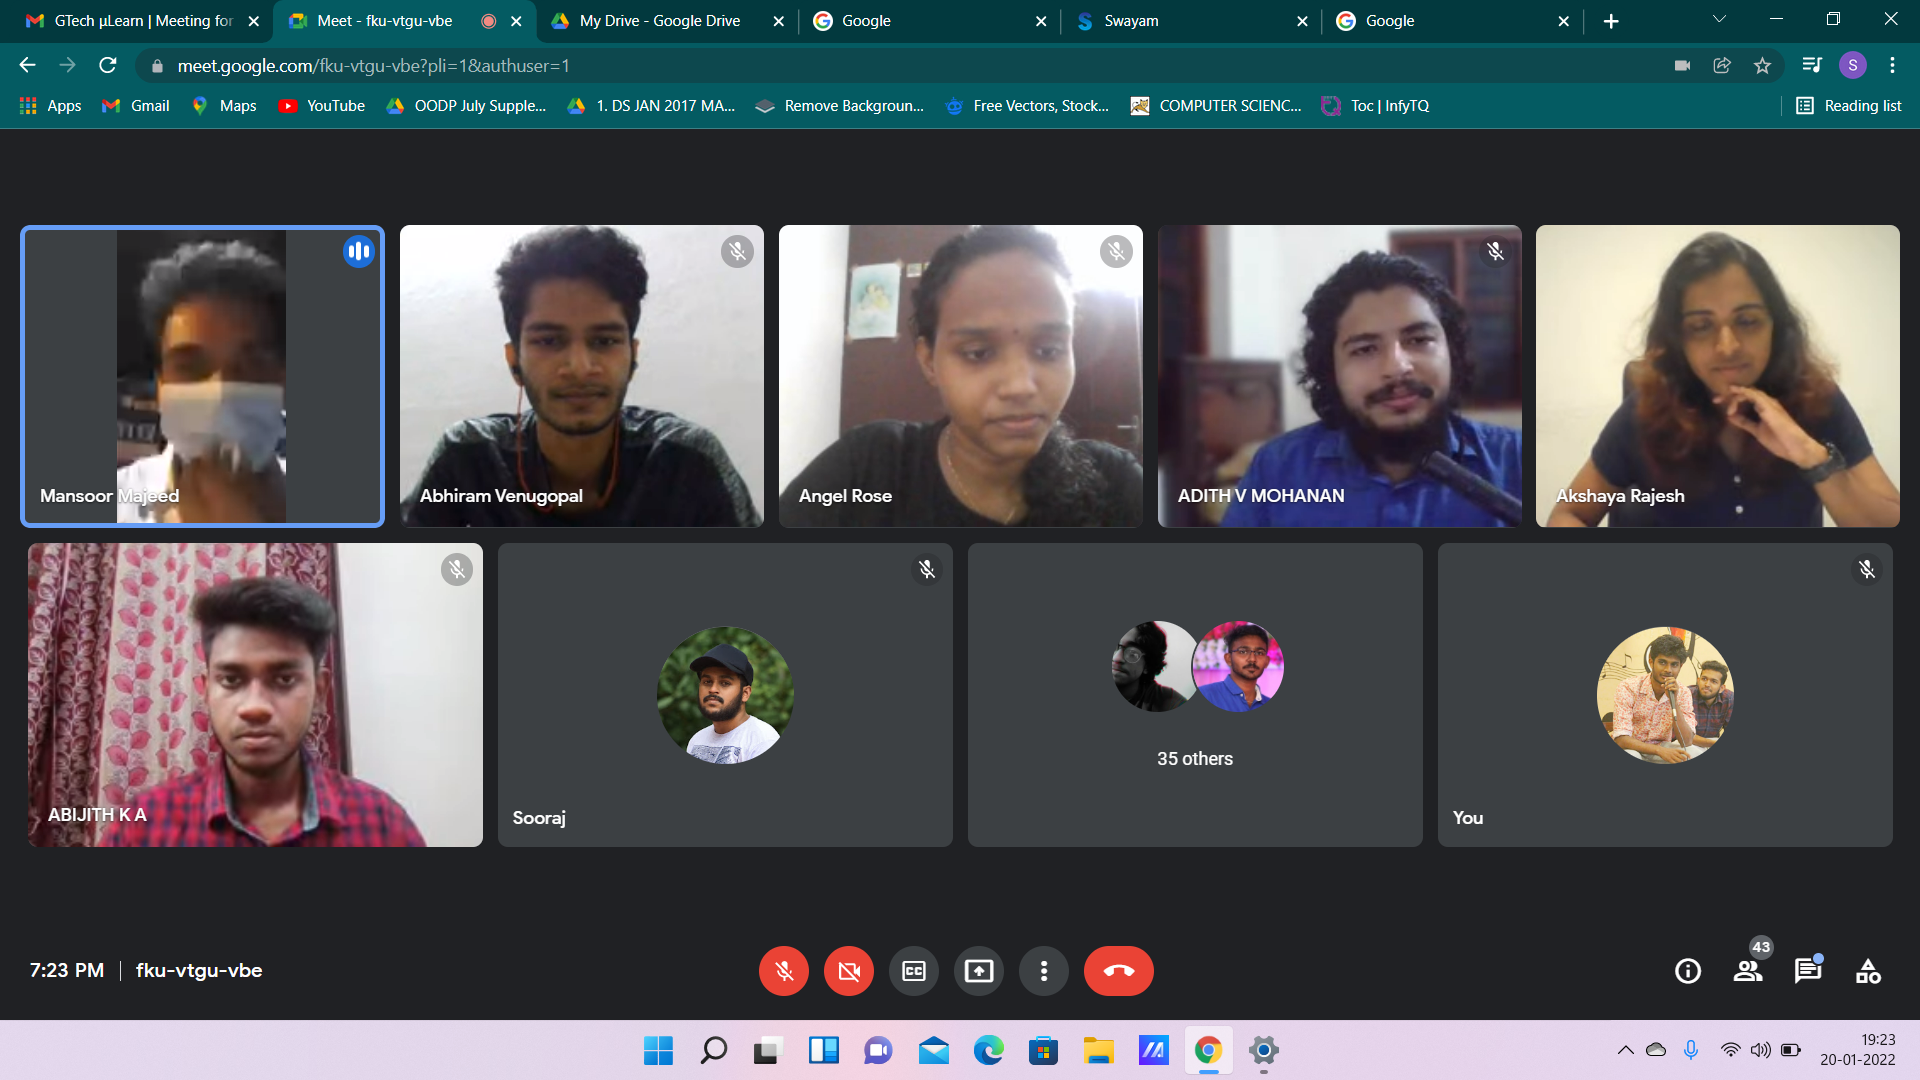 GTech µLearn | Meeting for
Meet - fku-vtgu-vbe
My Drive - Google Drive
Google
Swayam
Google
meet.google.com/fku-vtgu-vbe?pli=1&authuser=1
S
Apps
Gmail
Maps
YouTube
OODP July Supple...
1. DS JAN 2017 MA...
Remove Backgroun...
Free Vectors, Stock...
COMPUTER SCIENC...
Toc | InfyTQ
Reading list
Mansoor Majeed
Abhiram Venugopal
Angel Rose
ADITH V MOHANAN
Akshaya Rajesh
ABIJITH K A
Sooraj
35 others
You
7:23 PM | fku-vtgu-vbe
CC
43
19:23
20-01-2022